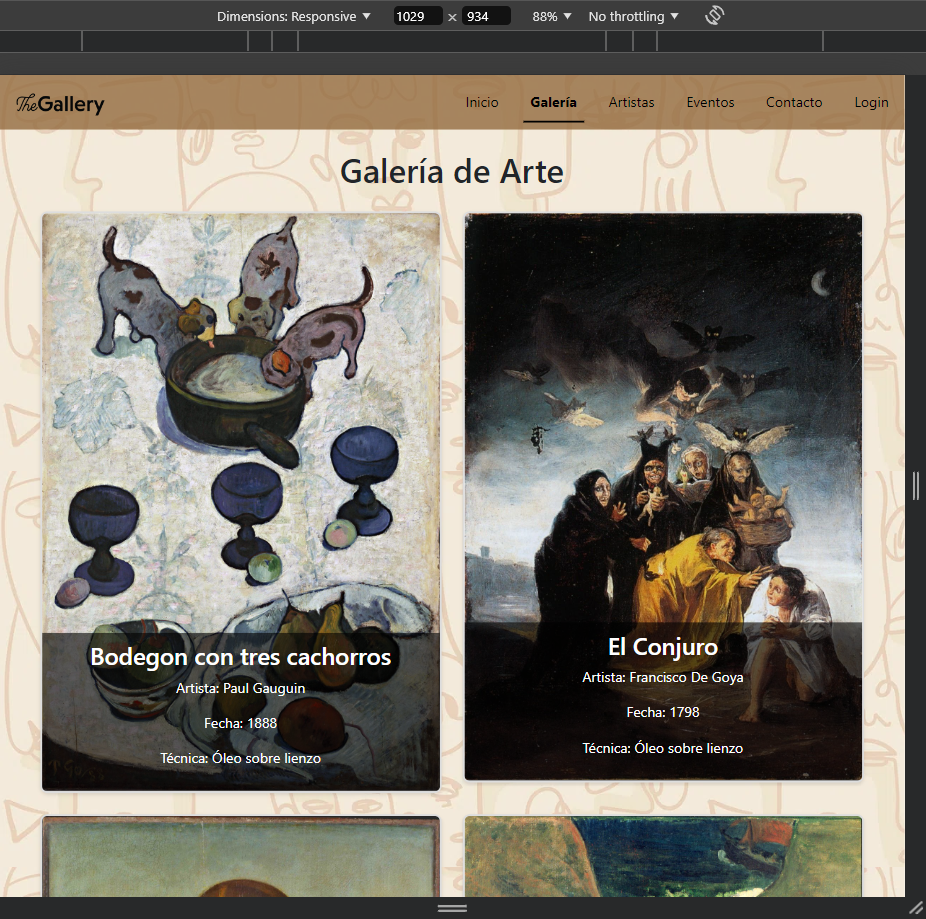 Dimensions: Responsive 1029 × 934 88% No throttling
TheGallery Inicio Galería Artistas Eventos Contacto Login
Galería de Arte
Bodegon con tres cachorros
Artista: Paul Gauguin
Fecha: 1888
Técnica: Óleo sobre lienzo
El Conjuro
Artista: Francisco De Goya
Fecha: 1798
Técnica: Óleo sobre lienzo